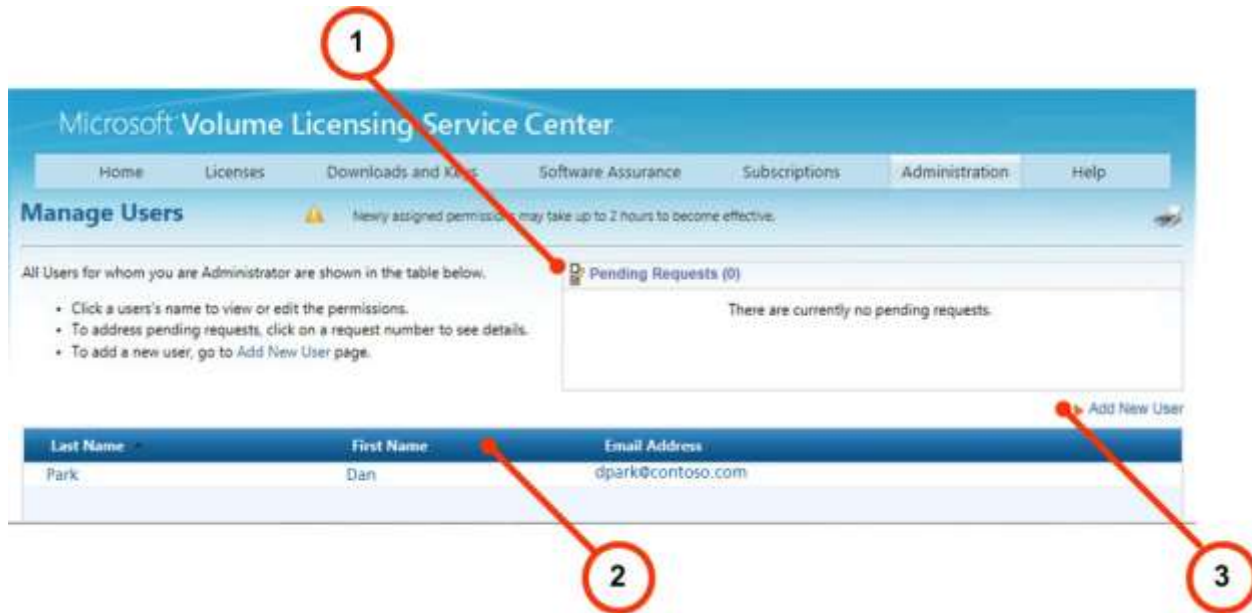 1
Microsoft Volume Licensing Service Center
Home Licenses Downloads and Keys Software Assurance Subscriptions Administration Help
Manage Users
Newly assigned permissions may take up to 2 hours to become effective.
All Users for whom you are Administrator are shown in the table below.
• Click a users's name to view or edit the permissions.
• To address pending requests, click on a request number to see details.
• To add a new user, go to Add New User page.
Pending Requests (0)
There are currently no pending requests.
Add New User
Last Name First Name Email Address
Park Dan dpark@contoso.com
2
3